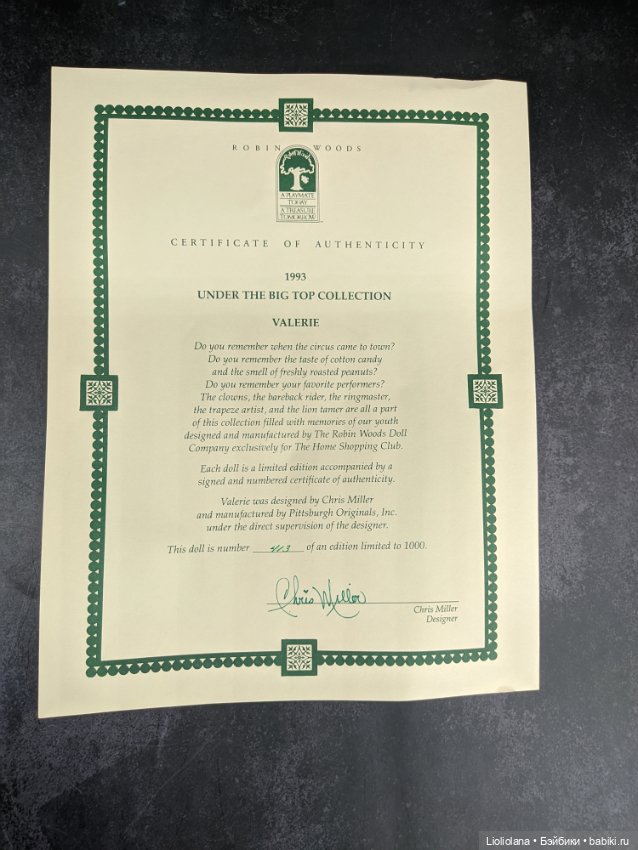 ROBIN WOODS
A PLAYMATE
TODAY
A TREASURE
TOMORROW
CERTIFICATE OF AUTHENTICITY
1993
UNDER THE BIG TOP COLLECTION
VALERIE
Do you remember when the circus came to town?
Do you remember the taste of cotton candy
and the smell of freshly roasted peanuts?
Do you remember your favorite performers?
The clowns, the bareback rider, the ringmaster,
the trapeze artist, and the lion tamer are all a part
of this collection filled with memories of our youth
designed and manufactured by The Robin Woods Doll
Company exclusively for The Home Shopping Club.
Each doll is a limited edition accompanied by a
signed and numbered certificate of authenticity.
Valerie was designed by Chris Miller
and manufactured by Pittsburgh Originals, Inc.
under the direct supervision of the designer.
This doll is number 413 of an edition limited to 1000.
Chris Miller
Chris Miller
Designer
Lioliolana • Бэйбики • babiki.ru